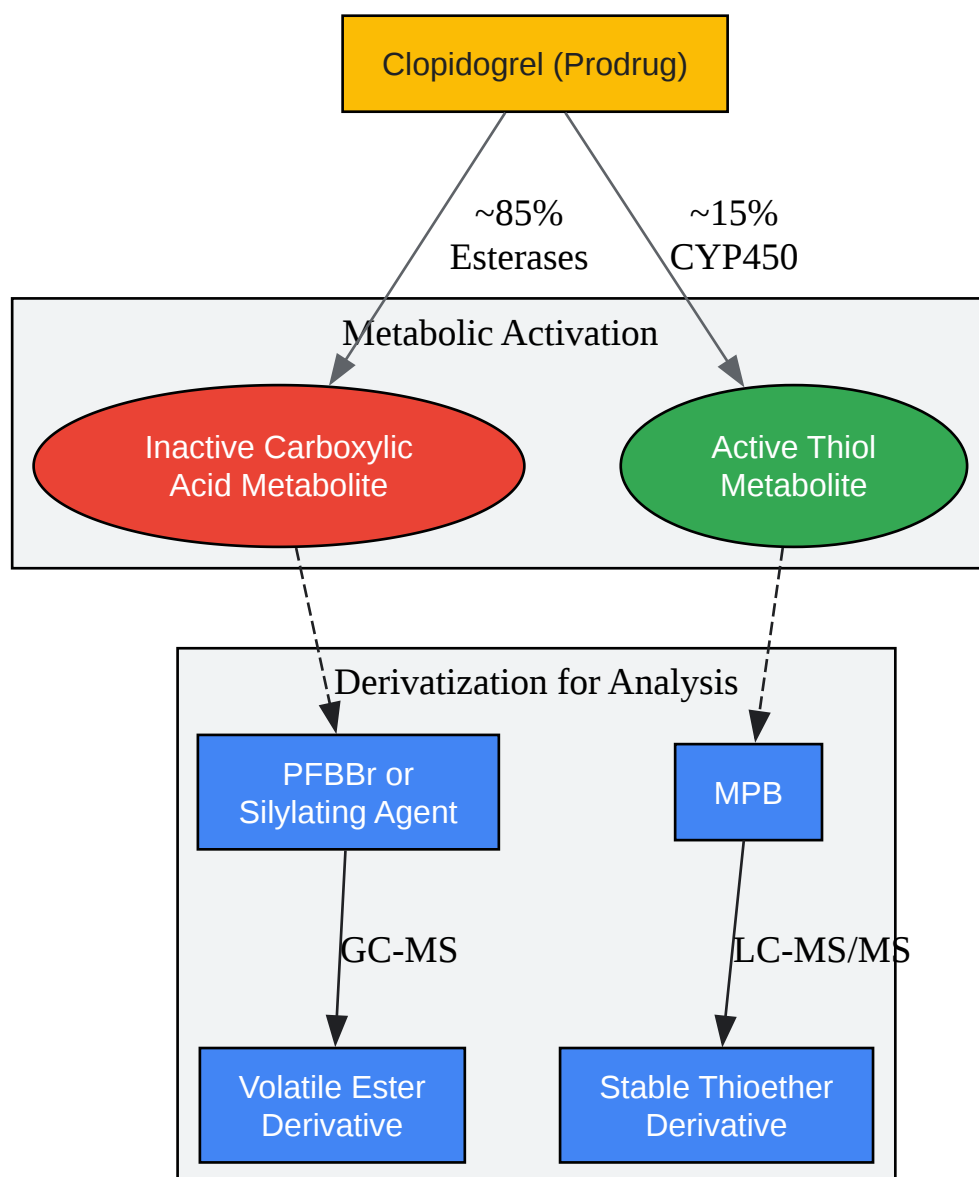 Clopidogrel (Prodrug)
~85%
Esterases
~15%
CYP450
Metabolic Activation
Inactive Carboxylic
Acid Metabolite
Active Thiol
Metabolite
Derivatization for Analysis
PFBBr or
Silylating Agent
MPB
GC-MS
LC-MS/MS
Volatile Ester
Derivative
Stable Thioether
Derivative